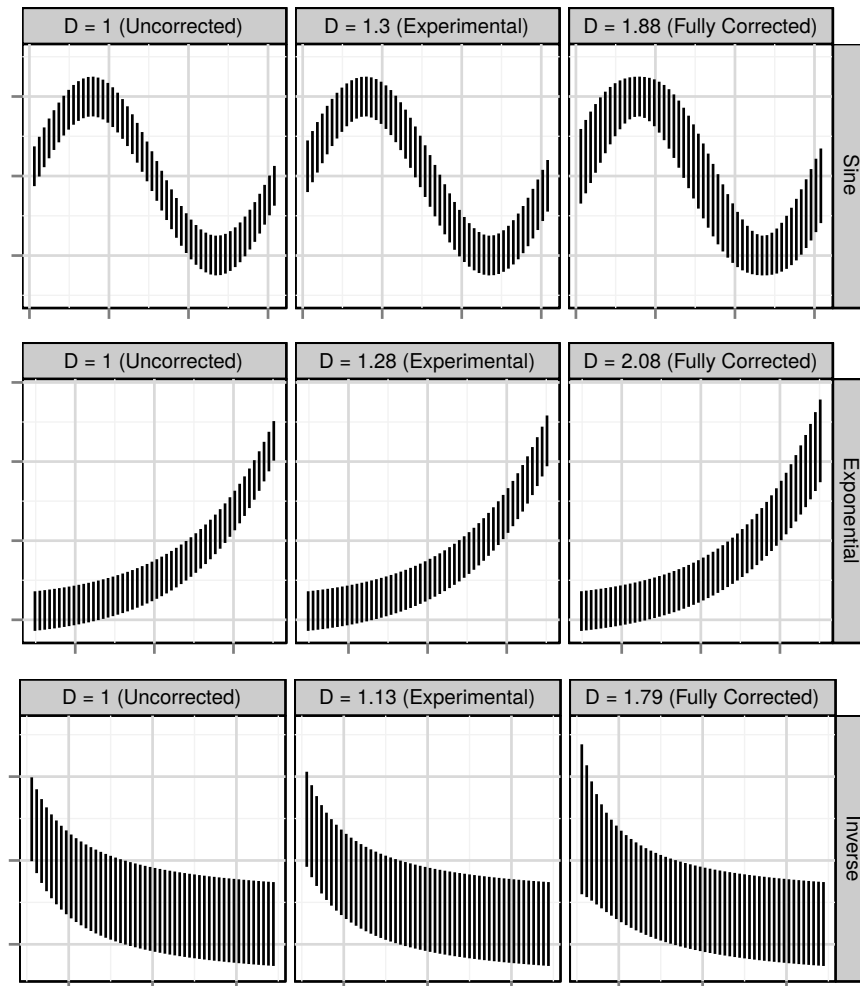 D = 1 (Uncorrected)
D = 1.3 (Experimental)
D = 1.88 (Fully Corrected)
Sine
D = 1 (Uncorrected)
D = 1.28 (Experimental)
D = 2.08 (Fully Corrected)
Exponential
D = 1 (Uncorrected)
D = 1.13 (Experimental)
D = 1.79 (Fully Corrected)
Inverse